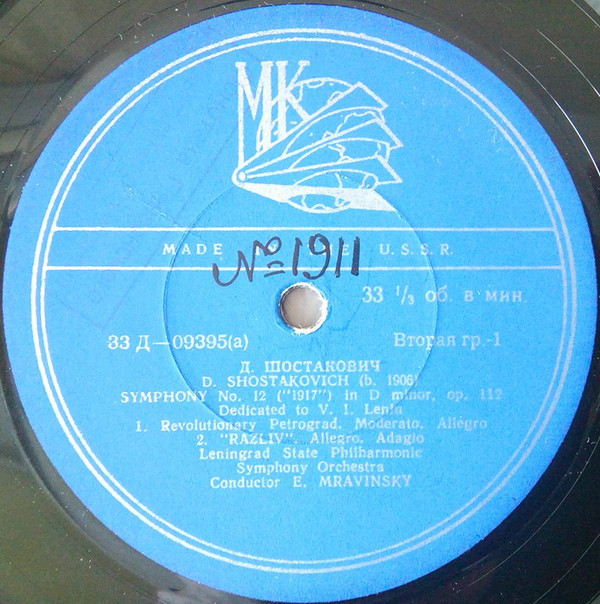 МК
MADE IN THE U.S.S.R.
№1911
33 1/3 об. в мин.
33 Д—09395(а)
Вторая гр.-1
Д. ШОСТАКОВИЧ
D. SHOSTAKOVICH (b. 1906)
SYMPHONY No. 12 ("1917") in D minor, op. 112
Dedicated to V. I. Lenin
1. Revolutionary Petrograd. Moderato. Allegro
2. "RAZLIV". Allegro. Adagio
Leningrad State Philharmonic
Symphony Orchestra
Conductor E. MRAVINSKY